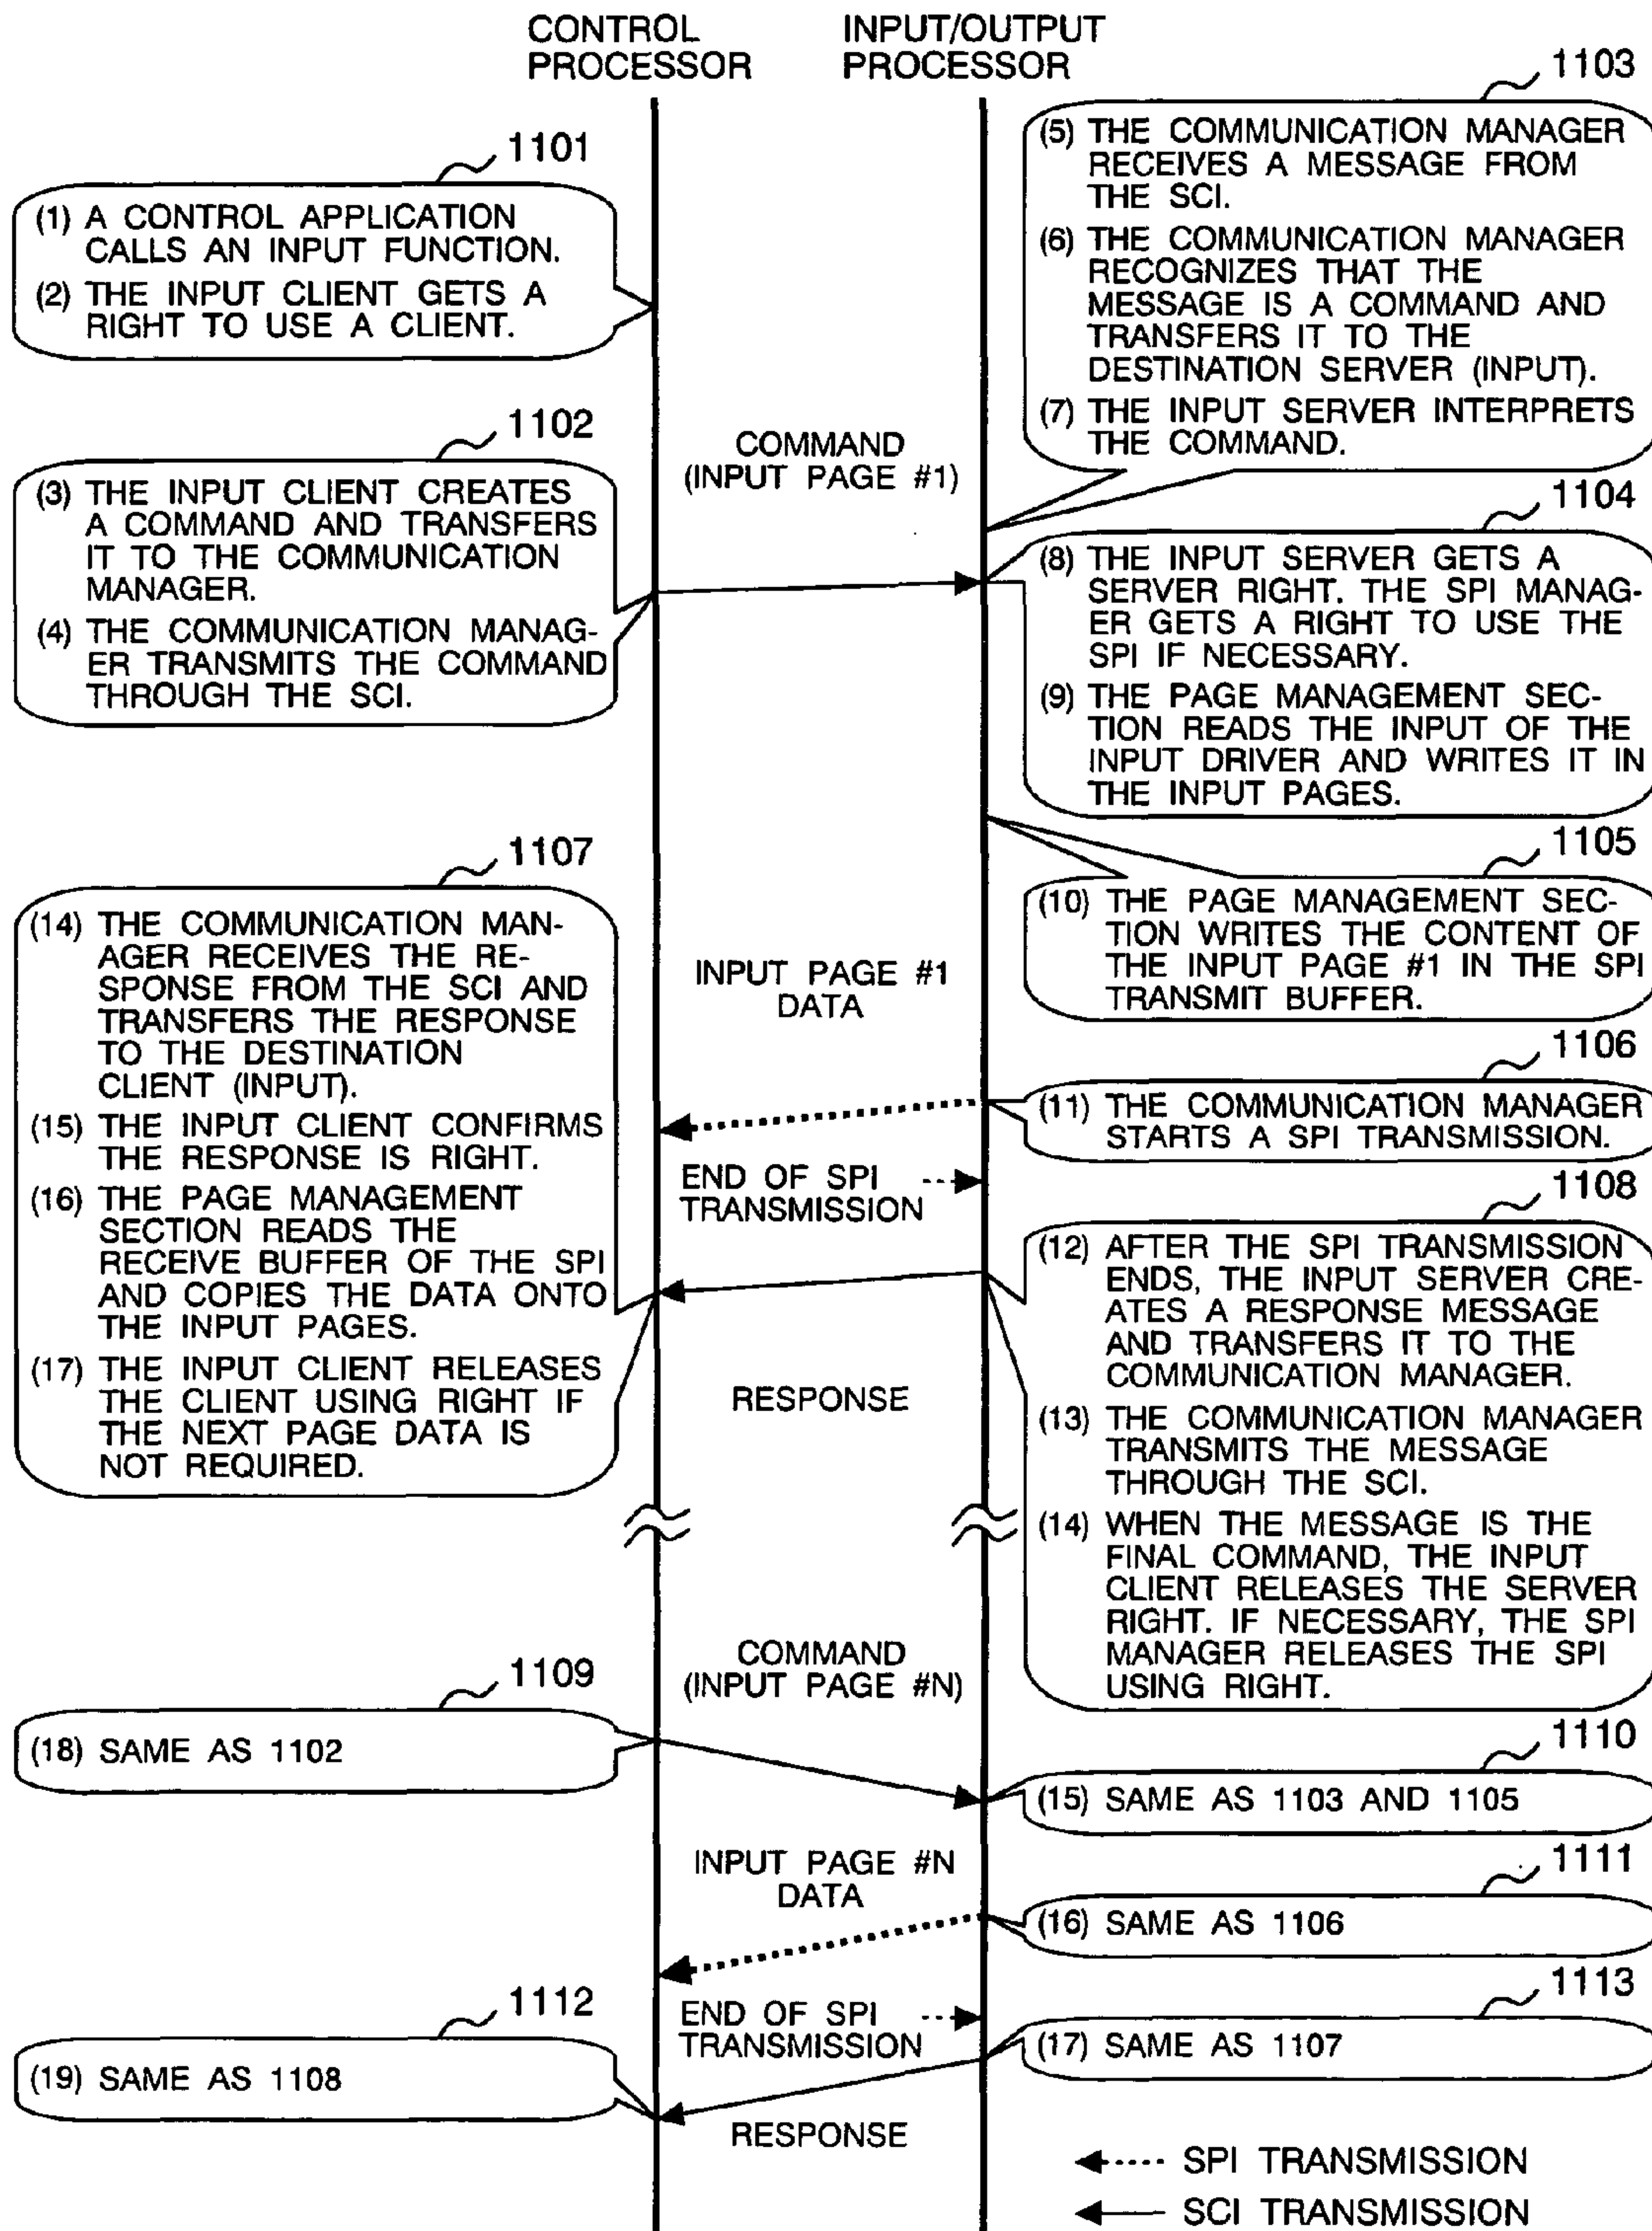 CONTROL
PROCESSOR
INPUT/OUTPUT
PROCESSOR
1101
(1) A CONTROL APPLICATION
CALLS AN INPUT FUNCTION.
(2) THE INPUT CLIENT GETS A
RIGHT TO USE A CLIENT.
1103
(5) THE COMMUNICATION MANAGER
RECEIVES A MESSAGE FROM
THE SCI.
(6) THE COMMUNICATION MANAGER
RECOGNIZES THAT THE
MESSAGE IS A COMMAND AND
TRANSFERS IT TO THE
DESTINATION SERVER (INPUT).
(7) THE INPUT SERVER INTERPRETS
THE COMMAND.
1102
(3) THE INPUT CLIENT CREATES
A COMMAND AND TRANSFERS
IT TO THE COMMUNICATION
MANAGER.
(4) THE COMMUNICATION MANAG-
ER TRANSMITS THE COMMAND
THROUGH THE SCI.
COMMAND
(INPUT PAGE #1)
1104
(8) THE INPUT SERVER GETS A
SERVER RIGHT. THE SPI MANAG-
ER GETS A RIGHT TO USE THE
SPI IF NECESSARY.
(9) THE PAGE MANAGEMENT SEC-
TION READS THE INPUT OF THE
INPUT DRIVER AND WRITES IT IN
THE INPUT PAGES.
1105
(10) THE PAGE MANAGEMENT SEC-
TION WRITES THE CONTENT OF
THE INPUT PAGE #1 IN THE SPI
TRANSMIT BUFFER.
1107
(14) THE COMMUNICATION MAN-
AGER RECEIVES THE RE-
SPONSE FROM THE SCI AND
TRANSFERS THE RESPONSE
TO THE DESTINATION
CLIENT (INPUT).
(15) THE INPUT CLIENT CONFIRMS
THE RESPONSE IS RIGHT.
(16) THE PAGE MANAGEMENT
SECTION READS THE
RECEIVE BUFFER OF THE SPI
AND COPIES THE DATA ONTO
THE INPUT PAGES.
(17) THE INPUT CLIENT RELEASES
THE CLIENT USING RIGHT IF
THE NEXT PAGE DATA IS
NOT REQUIRED.
INPUT PAGE #1
DATA
1106
(11) THE COMMUNICATION MANAGER
STARTS A SPI TRANSMISSION.
END OF SPI
TRANSMISSION
1108
(12) AFTER THE SPI TRANSMISSION
ENDS, THE INPUT SERVER CRE-
ATES A RESPONSE MESSAGE
AND TRANSFERS IT TO THE
COMMUNICATION MANAGER.
(13) THE COMMUNICATION MANAGER
TRANSMITS THE MESSAGE
THROUGH THE SCI.
(14) WHEN THE MESSAGE IS THE
FINAL COMMAND, THE INPUT
CLIENT RELEASES THE SERVER
RIGHT. IF NECESSARY, THE SPI
MANAGER RELEASES THE SPI
USING RIGHT.
RESPONSE
COMMAND
(INPUT PAGE #N)
1109
(18) SAME AS 1102
1110
(15) SAME AS 1103 AND 1105
INPUT PAGE #N
DATA
1111
(16) SAME AS 1106
1112
(19) SAME AS 1108
END OF SPI
TRANSMISSION
1113
(17) SAME AS 1107
RESPONSE
SPI TRANSMISSION
SCI TRANSMISSION